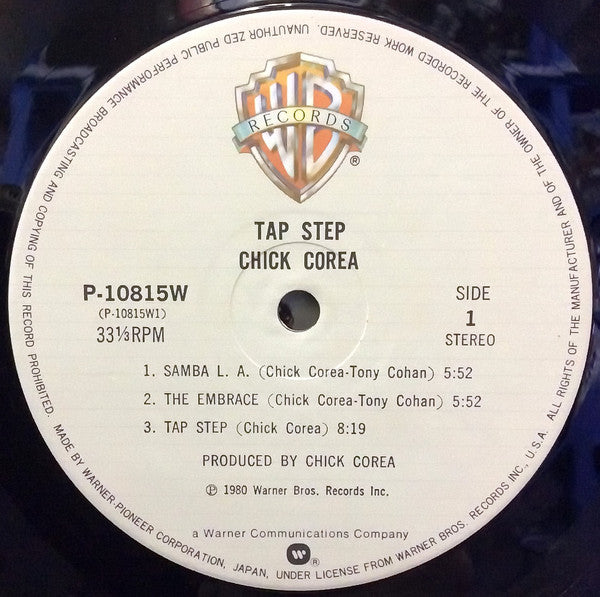 WB
RECORDS
®
TAP STEP
CHICK COREA
P-10815W
(P-10815W1)
33⅓RPM
SIDE
1
STEREO
1. SAMBA L. A. (Chick Corea-Tony Cohan) 5:52
2. THE EMBRACE (Chick Corea-Tony Cohan) 5:52
3. TAP STEP (Chick Corea) 8:19
PRODUCED BY CHICK COREA
℗ 1980 Warner Bros. Records Inc.
a Warner Communications Company
®
MADE BY WARNER-PIONEER CORPORATION, JAPAN, UNDER LICENSE FROM WARNER BROS. RECORDS INC., U.S.A. ALL RIGHTS OF THE MANUFACTURER AND OF THE OWNER OF THE RECORDED WORK RESERVED. UNAUTHOR ZED PUBLIC PERFORMANCE BROADCASTING AND COPYING OF THIS RECORD PROHIBITED.